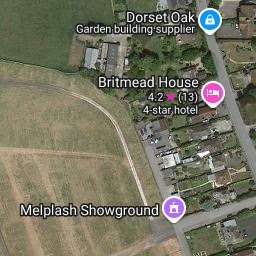 Dorset Oak
Garden building supplier
Britmead House
4.2★(13)
4-star hotel
Melplash Showground